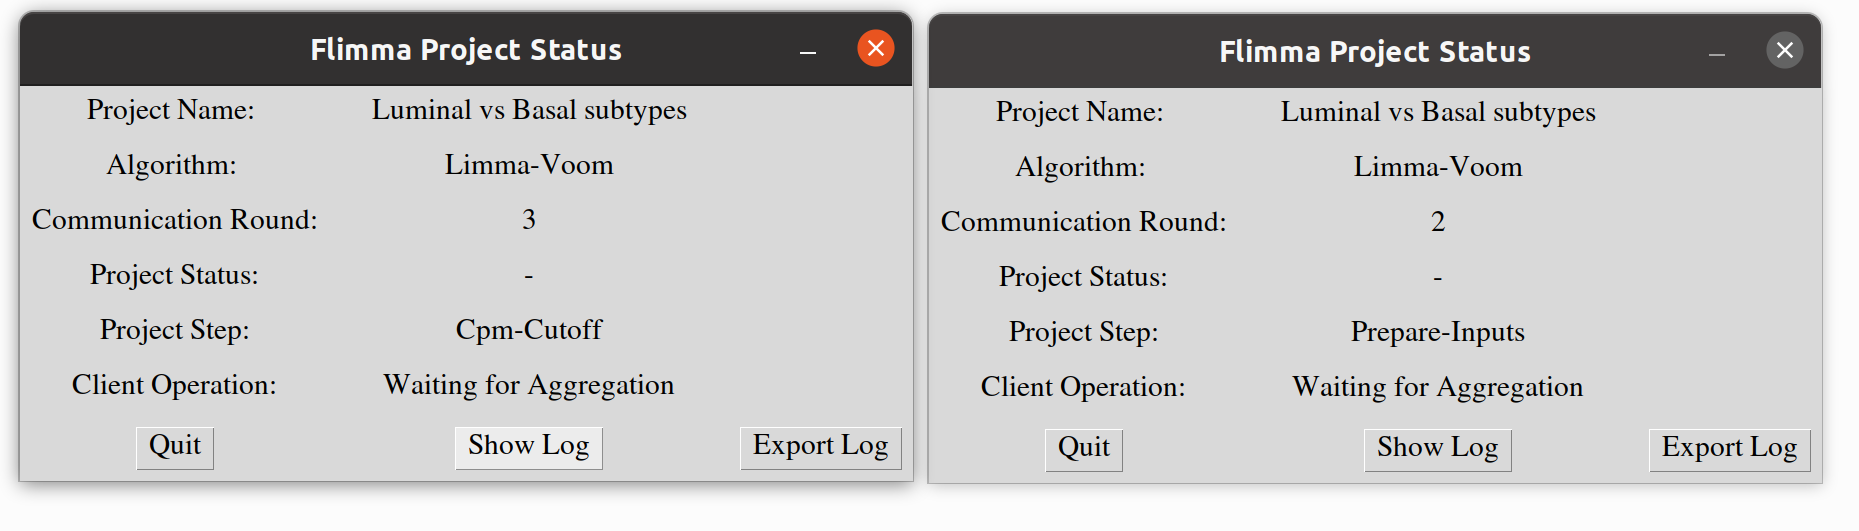 Flimma Project Status
Project Name: Luminal vs Basal subtypes
Algorithm: Limma-Voom
Communication Round: 3
Project Status: -
Project Step: Cpm-Cutoff
Client Operation: Waiting for Aggregation
Quit Show Log Export Log
Flimma Project Status
Project Name: Luminal vs Basal subtypes
Algorithm: Limma-Voom
Communication Round: 2
Project Status: -
Project Step: Prepare-Inputs
Client Operation: Waiting for Aggregation
Quit Show Log Export Log